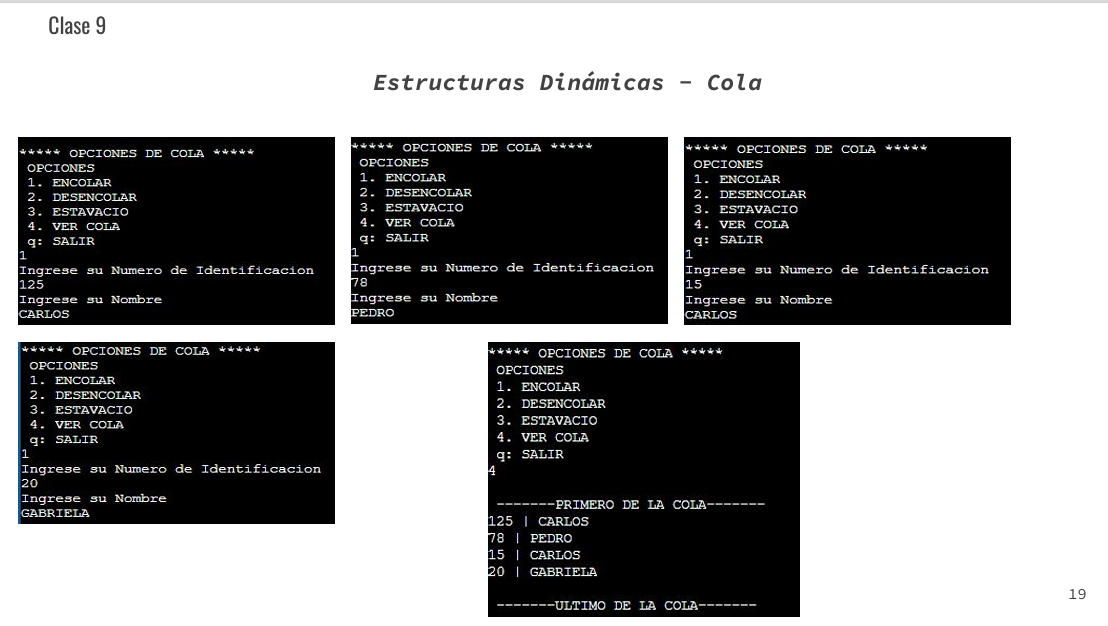 Clase 9
Estructuras Dinámicas - Cola
***** OPCIONES DE COLA *****
OPCIONES
1. ENCOLAR
2. DESENCOLAR
3. ESTAVACIO
4. VER COLA
q: SALIR
1
Ingrese su Numero de Identificacion
125
Ingrese su Nombre
CARLOS
***** OPCIONES DE COLA *****
OPCIONES
1. ENCOLAR
2. DESENCOLAR
3. ESTAVACIO
4. VER COLA
q: SALIR
1
Ingrese su Numero de Identificacion
78
Ingrese su Nombre
PEDRO
***** OPCIONES DE COLA *****
OPCIONES
1. ENCOLAR
2. DESENCOLAR
3. ESTAVACIO
4. VER COLA
q: SALIR
1
Ingrese su Numero de Identificacion
15
Ingrese su Nombre
CARLOS
***** OPCIONES DE COLA *****
OPCIONES
1. ENCOLAR
2. DESENCOLAR
3. ESTAVACIO
4. VER COLA
q: SALIR
1
Ingrese su Numero de Identificacion
20
Ingrese su Nombre
GABRIELA
***** OPCIONES DE COLA *****
OPCIONES
1. ENCOLAR
2. DESENCOLAR
3. ESTAVACIO
4. VER COLA
q: SALIR
4
-------PRIMERO DE LA COLA-------
125 | CARLOS
78 | PEDRO
15 | CARLOS
20 | GABRIELA
-------ULTIMO DE LA COLA-------
19